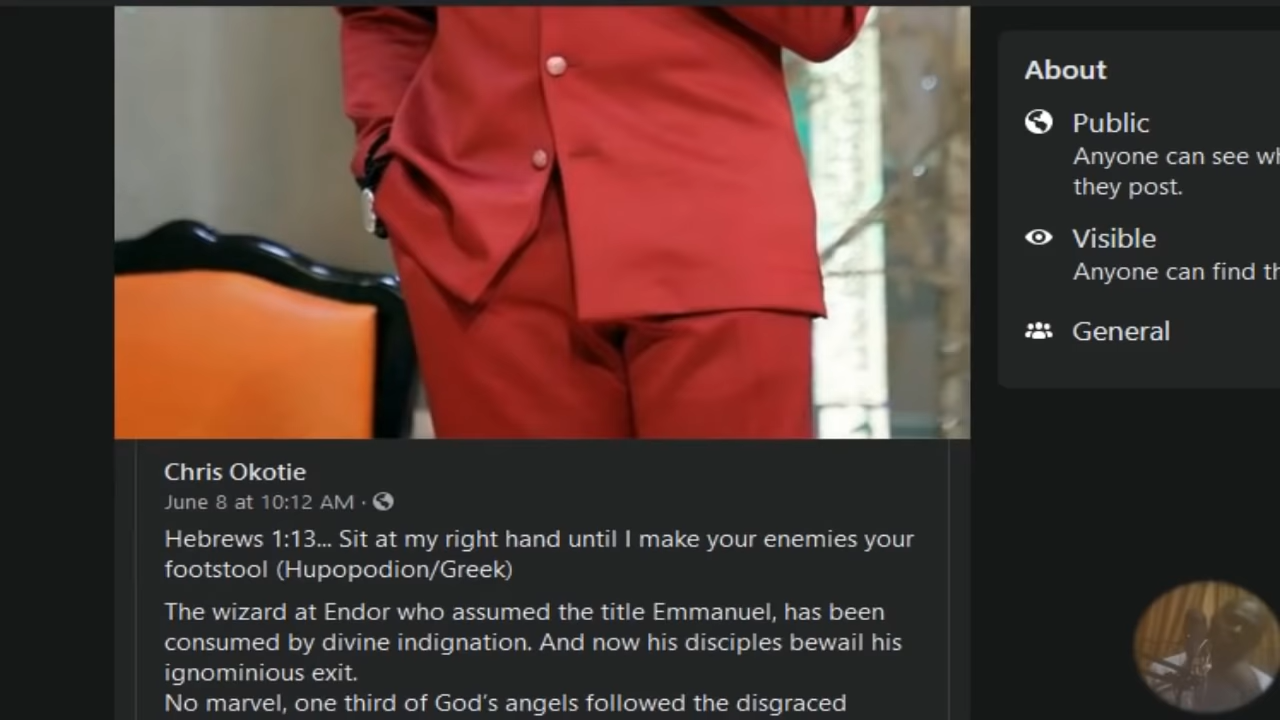 Chris Okotie
June 8 at 10:12 AM ·
Hebrews 1:13... Sit at my right hand until I make your enemies your
footstool (Hupopodion/Greek)
The wizard at Endor who assumed the title Emmanuel, has been
consumed by divine indignation. And now his disciples bewail his
ignominious exit.
No marvel, one third of God's angels followed the disgraced
About
Public
Anyone can see
they post.
Visible
Anyone can find
General